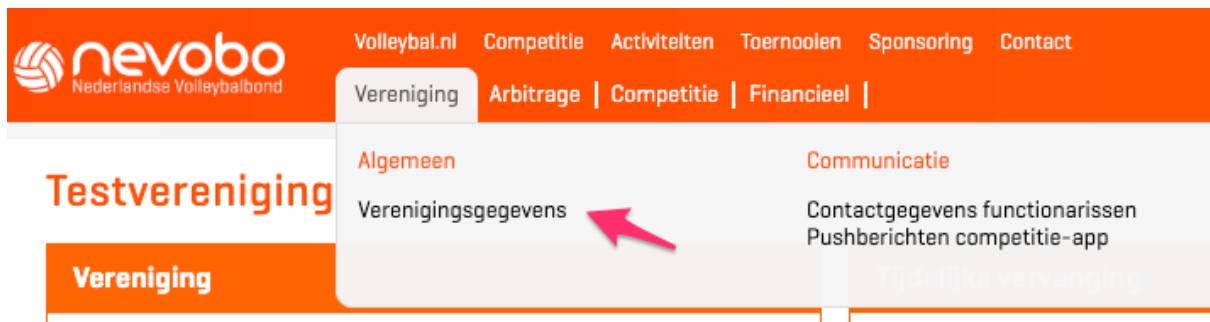 nevobo
Nederlandse Volleybalbond
Volleybal.nl Competitie Activiteiten Toernooien Sponsoring Contact
Vereniging Arbitrage | Competitie | Financieel |
Algemeen
Verenigingsgegevens
Communicatie
Contactgegevens functionarissen
Pushberichten competitie-app
Testvereniging
Vereniging
Tijdelijke vervanging